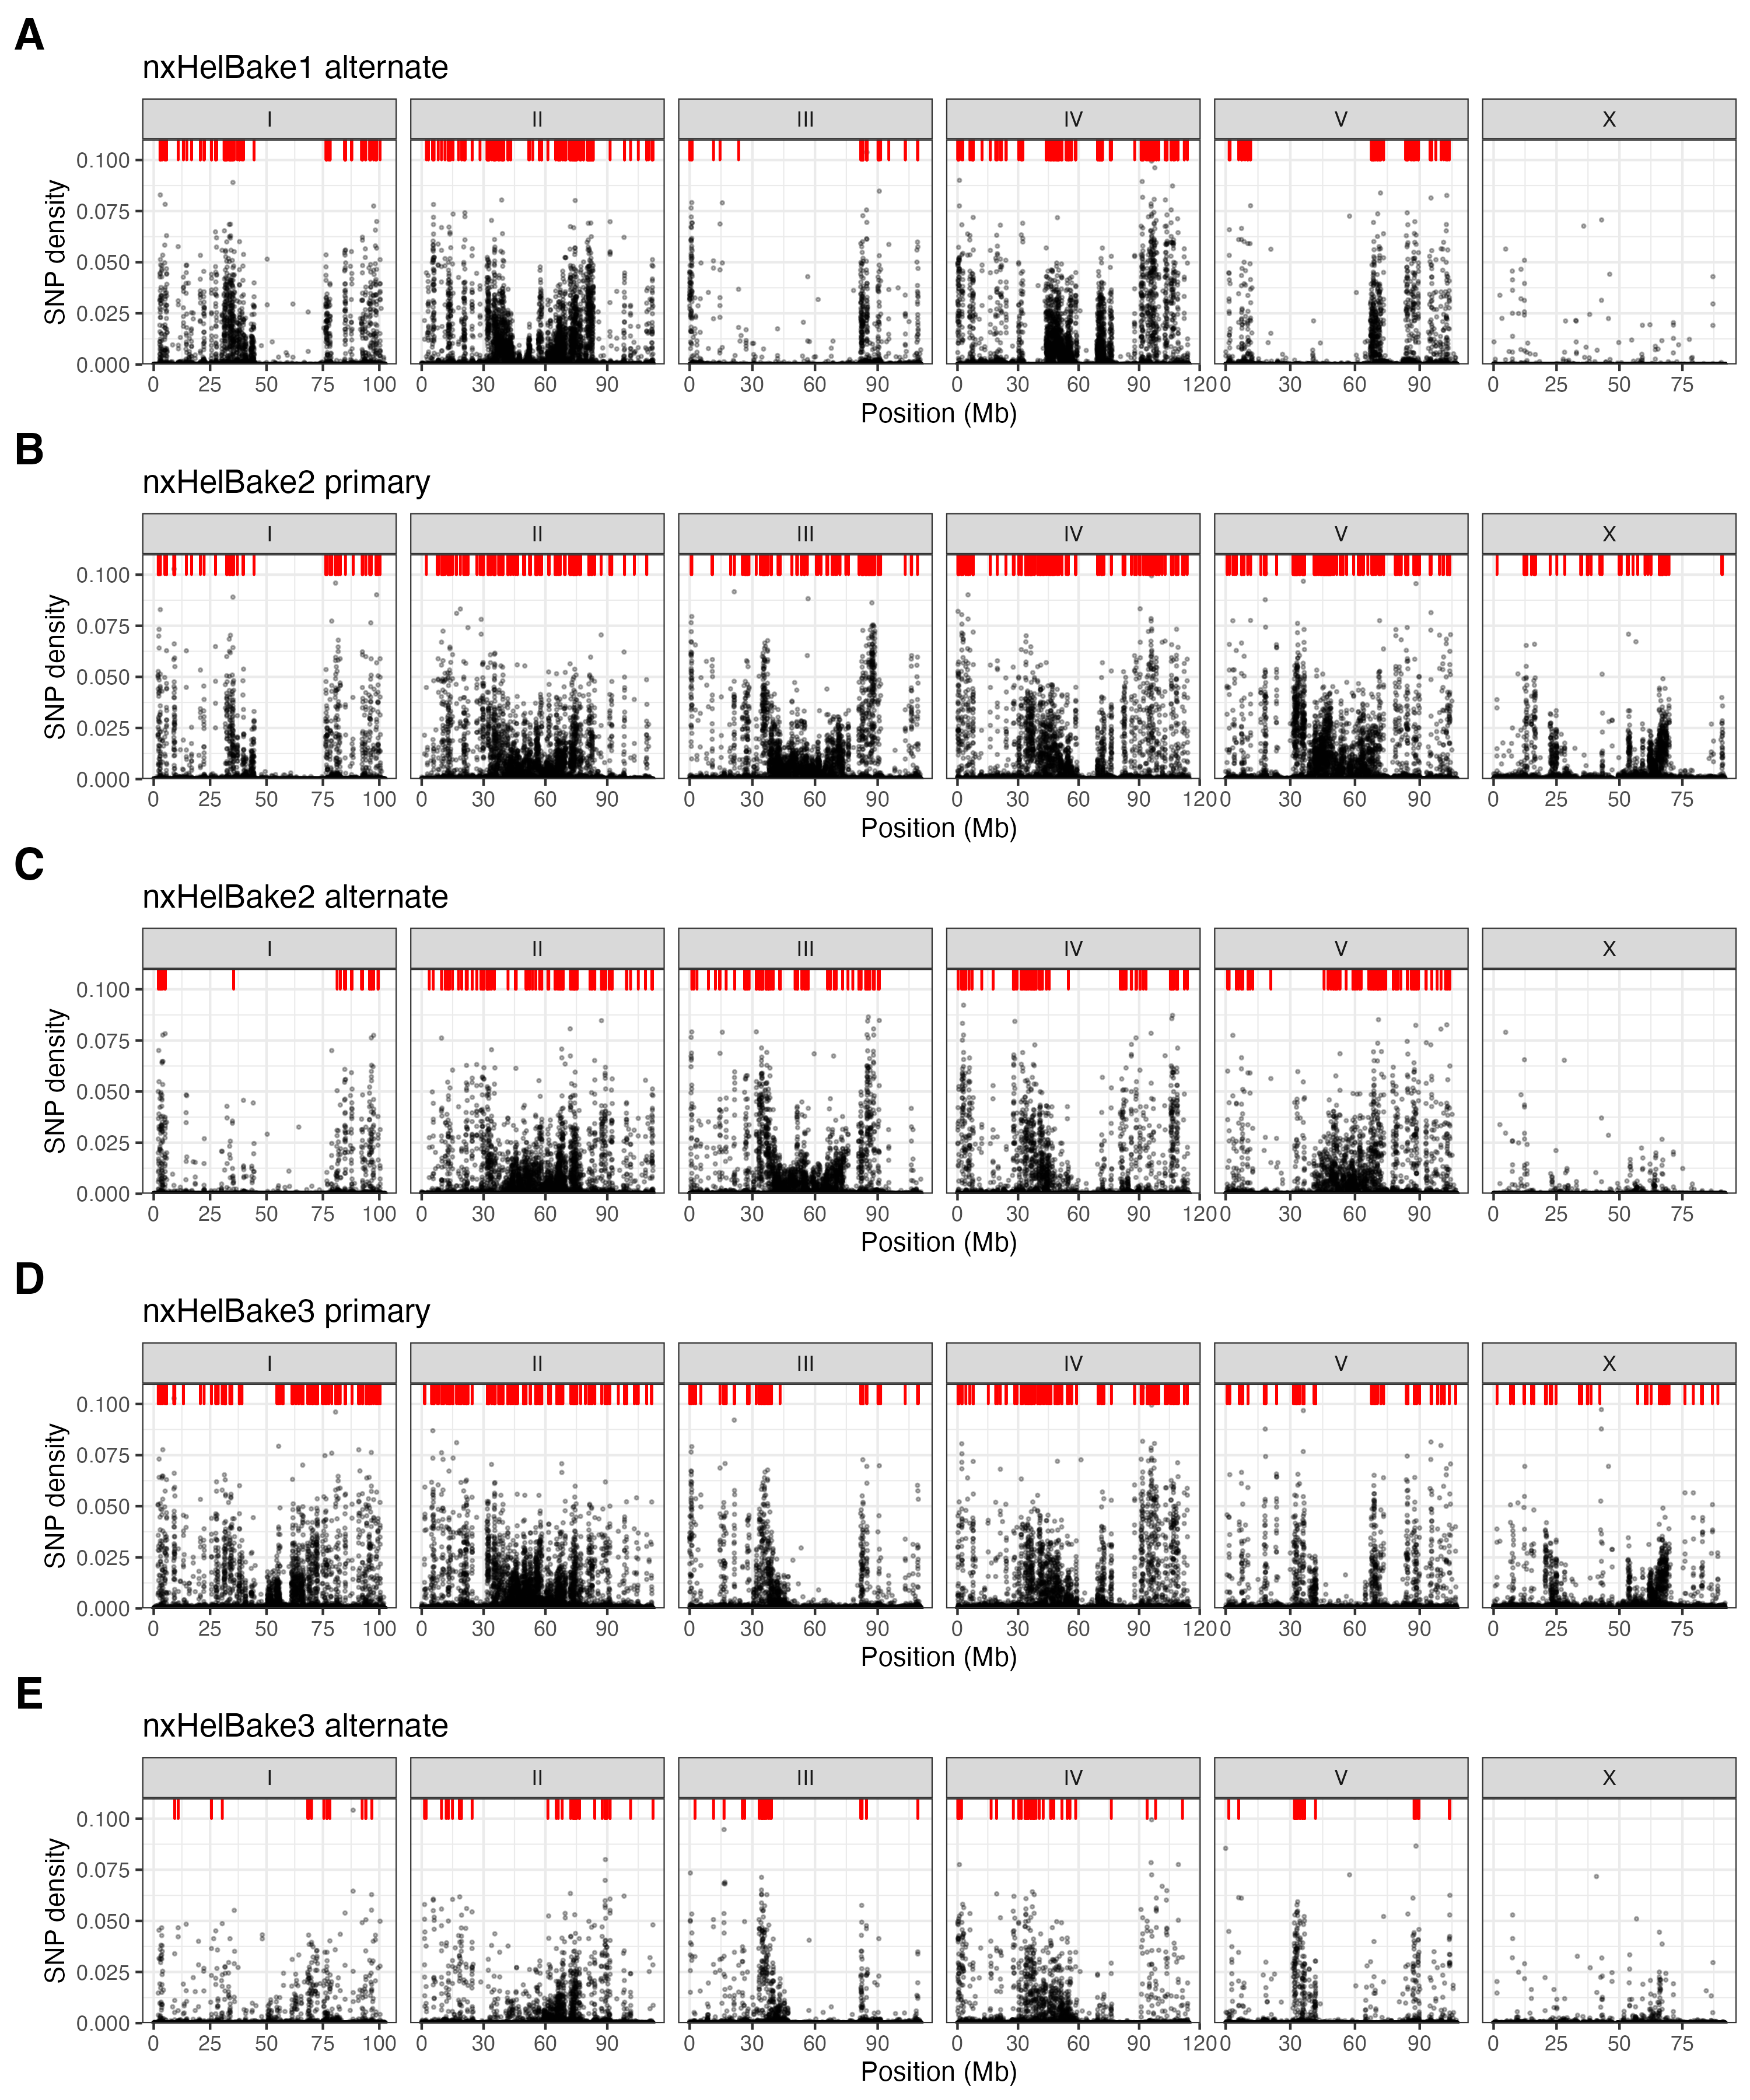 A
nxHelBake1 alternate
I II III IV V X
SNP density
0.100
0.075
0.050
0.025
0.000
0 25 50 75 100 0 30 60 90 0 30 60 90 0 30 60 90 120 0 30 60 90 0 25 50 75
Position (Mb)
B
nxHelBake2 primary
I II III IV V X
SNP density
0.100
0.075
0.050
0.025
0.000
0 25 50 75 100 0 30 60 90 0 30 60 90 0 30 60 90 120 0 30 60 90 0 25 50 75
Position (Mb)
C
nxHelBake2 alternate
I II III IV V X
SNP density
0.100
0.075
0.050
0.025
0.000
0 25 50 75 100 0 30 60 90 0 30 60 90 0 30 60 90 120 0 30 60 90 0 25 50 75
Position (Mb)
D
nxHelBake3 primary
I II III IV V X
SNP density
0.100
0.075
0.050
0.025
0.000
0 25 50 75 100 0 30 60 90 0 30 60 90 0 30 60 90 120 0 30 60 90 0 25 50 75
Position (Mb)
E
nxHelBake3 alternate
I II III IV V X
SNP density
0.100
0.075
0.050
0.025
0.000
0 25 50 75 100 0 30 60 90 0 30 60 90 0 30 60 90 120 0 30 60 90 0 25 50 75
Position (Mb)